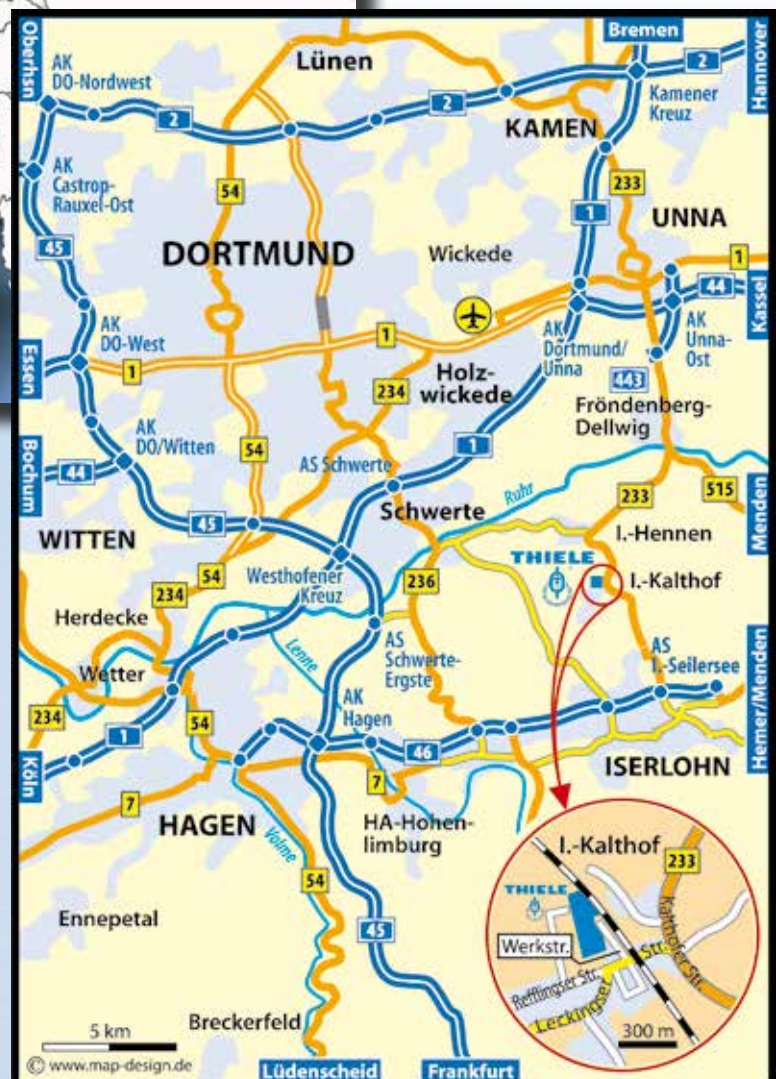 Bremen
Oberhsn
AK
DO-Nordwest
Lünen
2
Hannover
2
2
KAMEN
Kamener
Kreuz
AK
Castrop-
Rauxel-Ost
54
233
1
UNNA
45
DORTMUND
Wickede
1
44
Kassel
AK
DO-West
1
1
AK
Dortmund/
Unna
AK
Unna-
Ost
Essen
234
Holz-
wickede
443
Fröndenberg-
Dellwig
AK
DO/Witten
54
1
Bochum
44
AS Schwerte
45
Schwerte
Ruhr
233
515
Menden
WITTEN
I.-Hennen
54
Westhofener
Kreuz
236
THIELE
I.-Kalthof
234
Herdecke
Lenne
AS
Schwerte-
Ergste
AS
I.-Seilersee
Wetter
234
54
AK
Hagen
Hemer/Menden
1
46
Köln
7
7
ISERLOHN
HAGEN
HA-Hohen-
limburg
Volme
I.-Kalthof
233
54
THIELE
Ennepetal
45
Werkstr.
Kalthofer Str.
Refflingser Str.
Leckingser Str.
Breckerfeld
5 km
300 m
© www.map-design.de
Lüdenscheid
Frankfurt